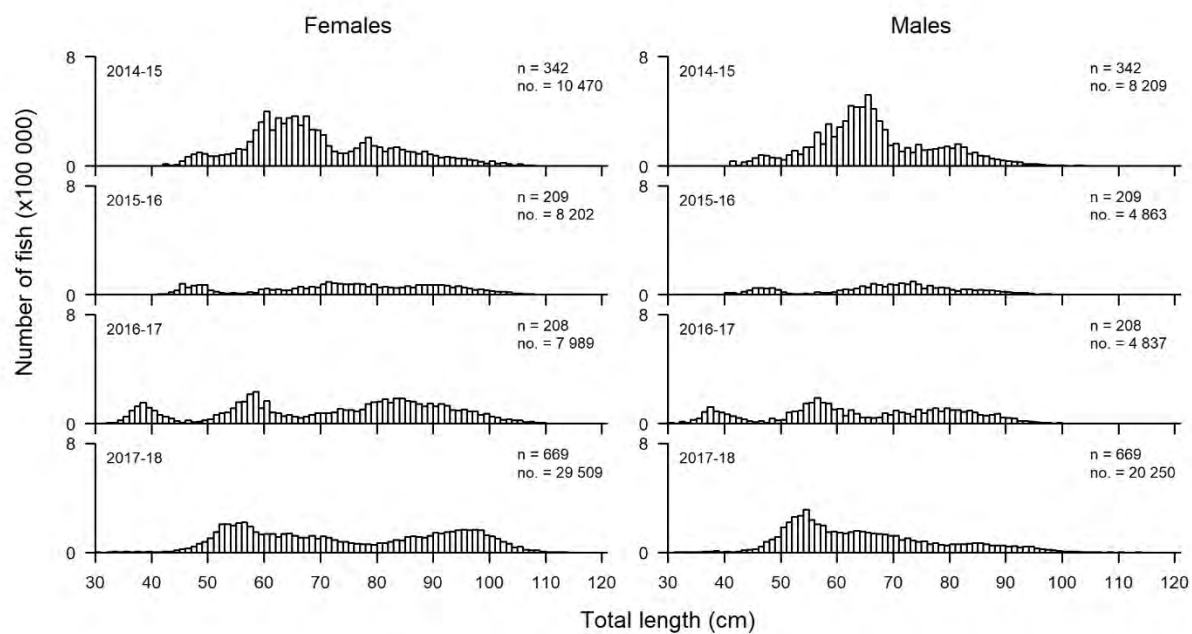 Females
Males
Number of fish (x100 000)
8
0
2014-15
n = 342
no. = 10 470
8
0
2014-15
n = 342
no. = 8 209
8
0
2015-16
n = 209
no. = 8 202
8
0
2015-16
n = 209
no. = 4 863
8
0
2016-17
n = 208
no. = 7 989
8
0
2016-17
n = 208
no. = 4 837
8
0
2017-18
n = 669
no. = 29 509
8
0
2017-18
n = 669
no. = 20 250
30 40 50 60 70 80 90 100 110 120
30 40 50 60 70 80 90 100 110 120
Total length (cm)